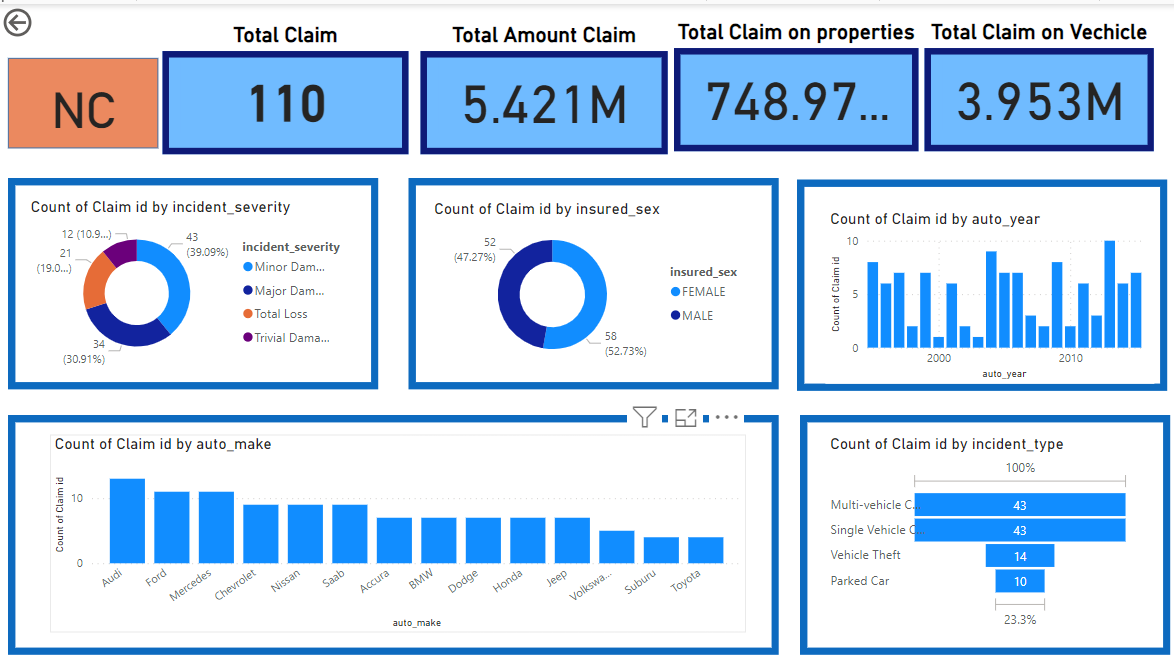 Total Claim
Total Amount Claim
Total Claim on properties
Total Claim on Vechicle
NC
110
5.421M
748.97...
3.953M
Count of Claim id by incident_severity
12 (10.9...)
43
(39.09%)
21
(19.0...)
34
(30.91%)
incident_severity
Minor Dam...
Major Dam...
Total Loss
Trivial Dama...
Count of Claim id by insured_sex
52
(47.27%)
58
(52.73%)
insured_sex
FEMALE
MALE
Count of Claim id by auto_year
Count of Claim id
10
5
0
2000
2010
auto_year
Count of Claim id by auto_make
Count of Claim id
10
0
Audi
Ford
Mercedes
Chevrolet
Nissan
Saab
Accura
BMW
Dodge
Honda
Jeep
Volkswa...
Suburu
Toyota
auto_make
Count of Claim id by incident_type
100%
Multi-vehicle C...
43
Single Vehicle C...
43
Vehicle Theft
14
Parked Car
10
23.3%